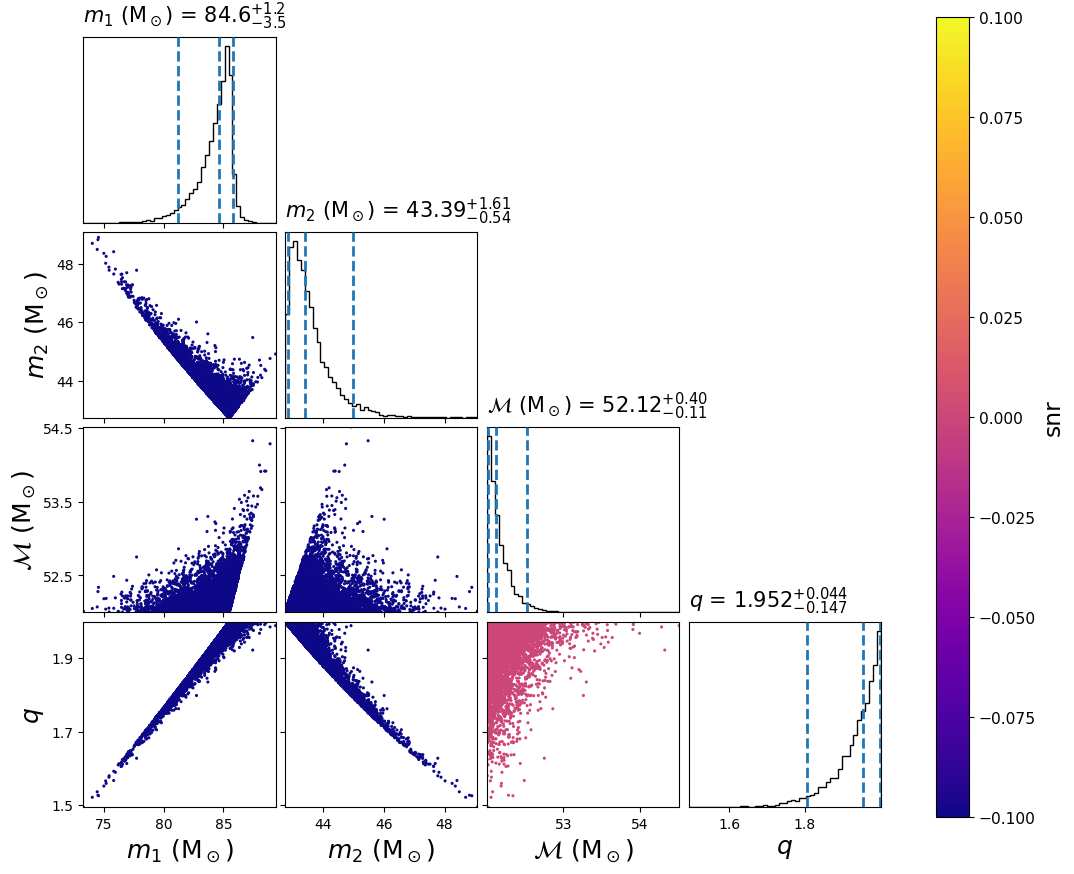 m₁ (M⊙) = 84.6 +1.2 −3.5
0.100
0.075
m₂ (M⊙) = 43.39 +1.61 −0.54
0.050
48
m₂ (M⊙)
46
0.025
44
ℳ (M⊙) = 52.12 +0.40 −0.11
0.000
snr
54.5
ℳ (M⊙)
53.5
−0.025
52.5
q = 1.952 +0.044 −0.147
−0.050
1.9
q
1.7
−0.075
1.5
−0.100
75 80 85 44 46 48 53 54 1.6 1.8
m₁ (M⊙) m₂ (M⊙) ℳ (M⊙) q